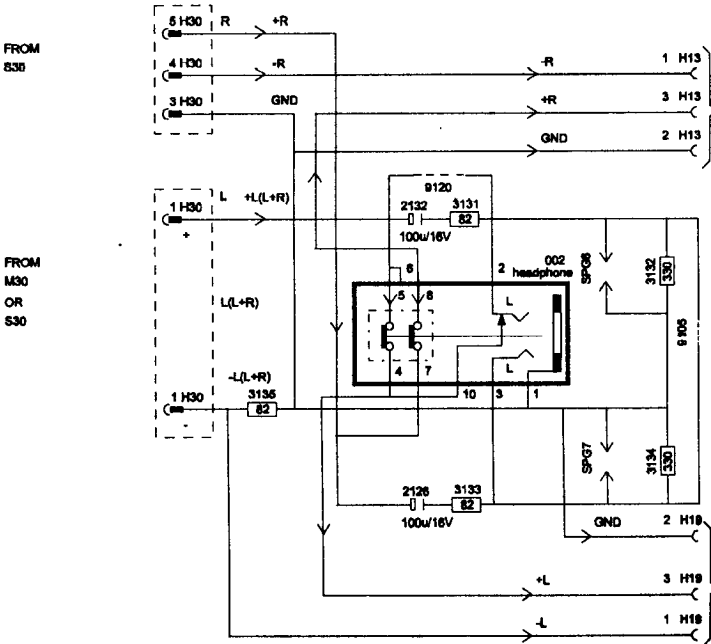 5 H30 R +R
FROM
S30
4 H30 -R
-R 1 H13
3 H30 GND
+R 3 H13
GND 2 H13
9120
1 H30 L +L(L+R)
+
2132 3131
82
100u/16V
FROM
M30
OR
S30
L(L+R)
6 2 002
headphone
5 8 L
SPG6
3132
330
9105
L
4 7
10 3 1
-L(L+R)
1 H30
-
3135
82
SPG7
3134
330
2126 3133
82
100u/16V
GND 2 H19
+L 3 H19
-L 1 H19